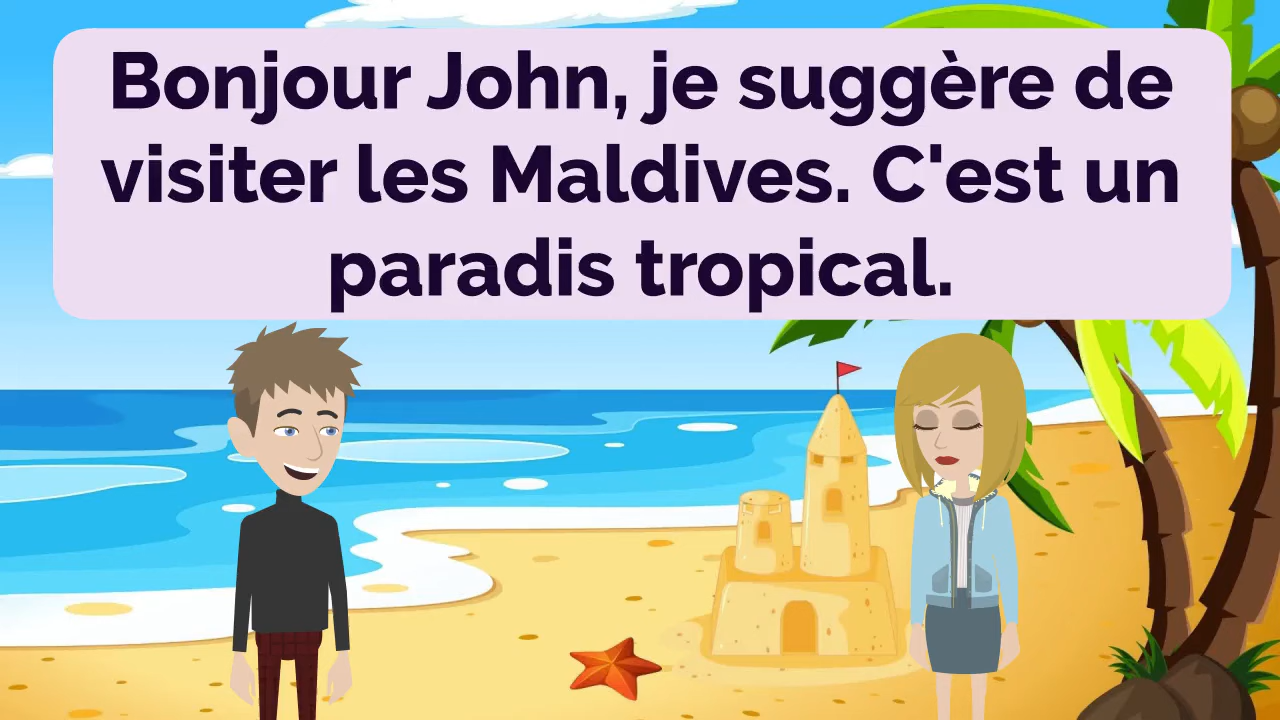 Bonjour John, je suggère de
visiter les Maldives. C'est un
paradis tropical.